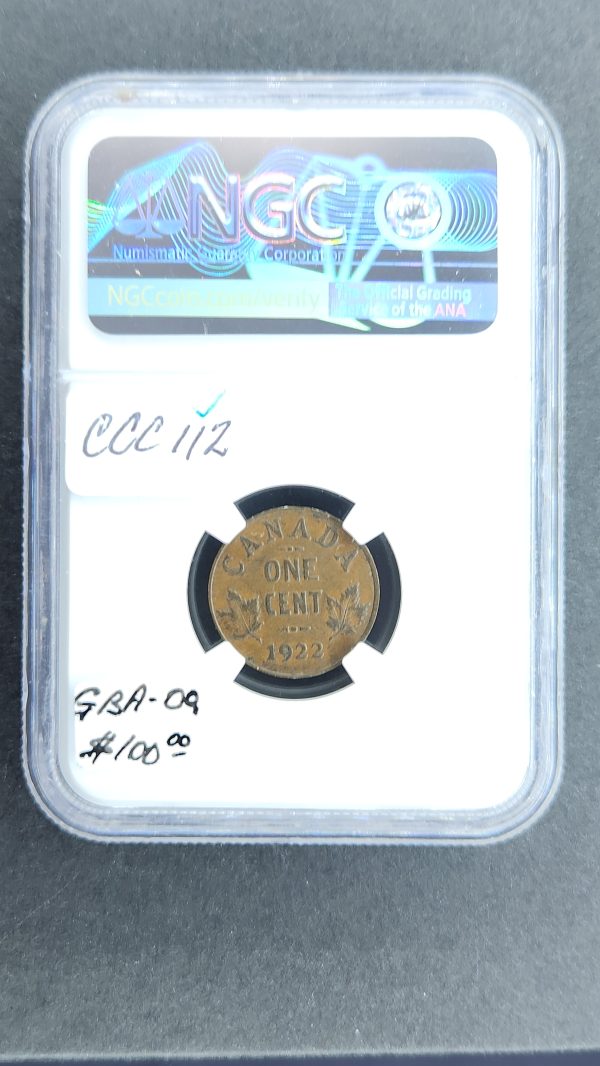 NGC
Numismatic Guaranty Corporation
NGCcoin.com/verify
The Official Grading
Service of the ANA
CCC 112
CANADA
ONE
CENT
1922
GBA-09
$100.00